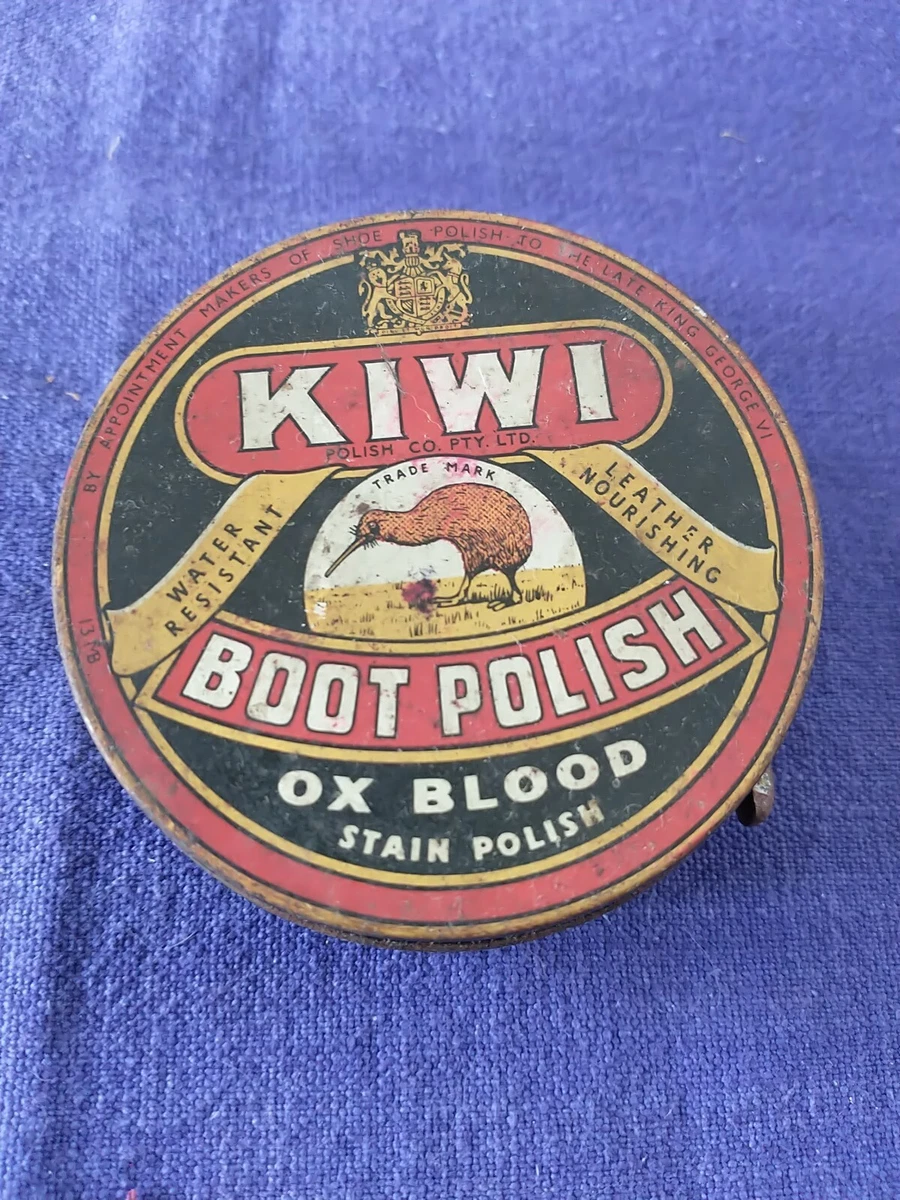 BY APPOINTMENT MAKERS OF SHOE POLISH TO THE LATE KING GEORGE VI
KIWI
POLISH CO. PTY. LTD.
TRADE MARK
WATER
RESISTANT
LEATHER
NOURISHING
BOOT POLISH
OX BLOOD
STAIN POLISH